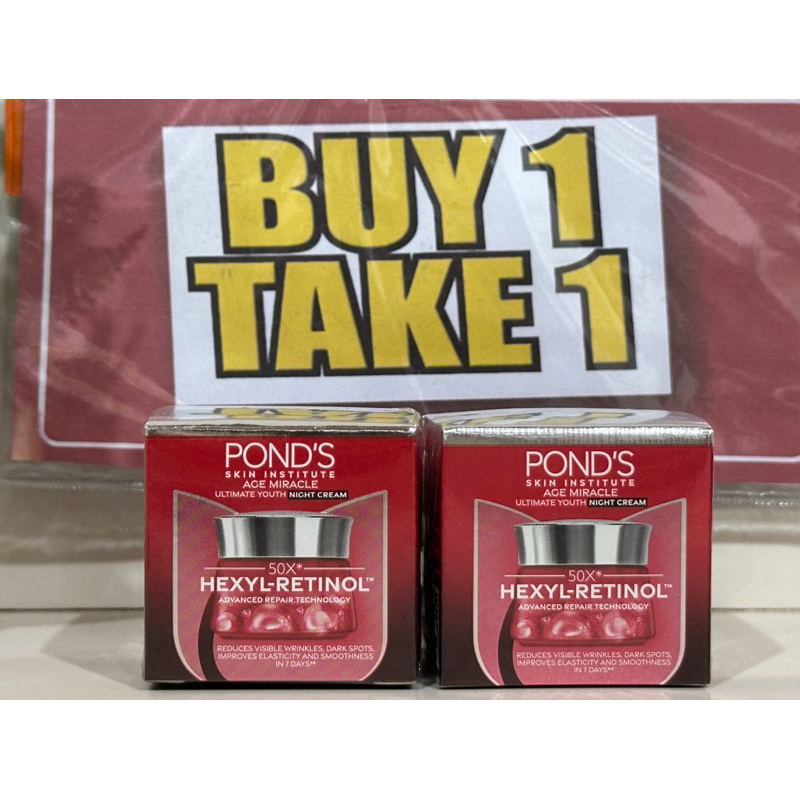 BUY 1
TAKE 1
POND'S
SKIN INSTITUTE
AGE MIRACLE
ULTIMATE YOUTH NIGHT CREAM
50X*
HEXYL-RETINOL™
ADVANCED REPAIR TECHNOLOGY
REDUCES VISIBLE WRINKLES, DARK SPOTS,
IMPROVES ELASTICITY AND SMOOTHNESS
IN 7 DAYS**
POND'S
SKIN INSTITUTE
AGE MIRACLE
ULTIMATE YOUTH NIGHT CREAM
50X*
HEXYL-RETINOL™
ADVANCED REPAIR TECHNOLOGY
REDUCES VISIBLE WRINKLES, DARK SPOTS,
IMPROVES ELASTICITY AND SMOOTHNESS
IN 7 DAYS**